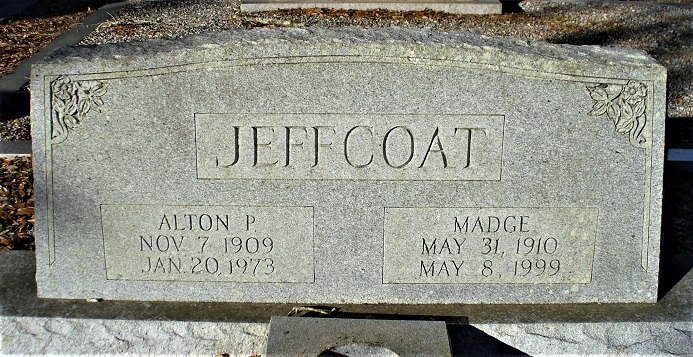 JEFFCOAT
ALTON P.
NOV. 7 1909
JAN. 20, 1973
MADGE
MAY 31, 1910
MAY 8, 1999